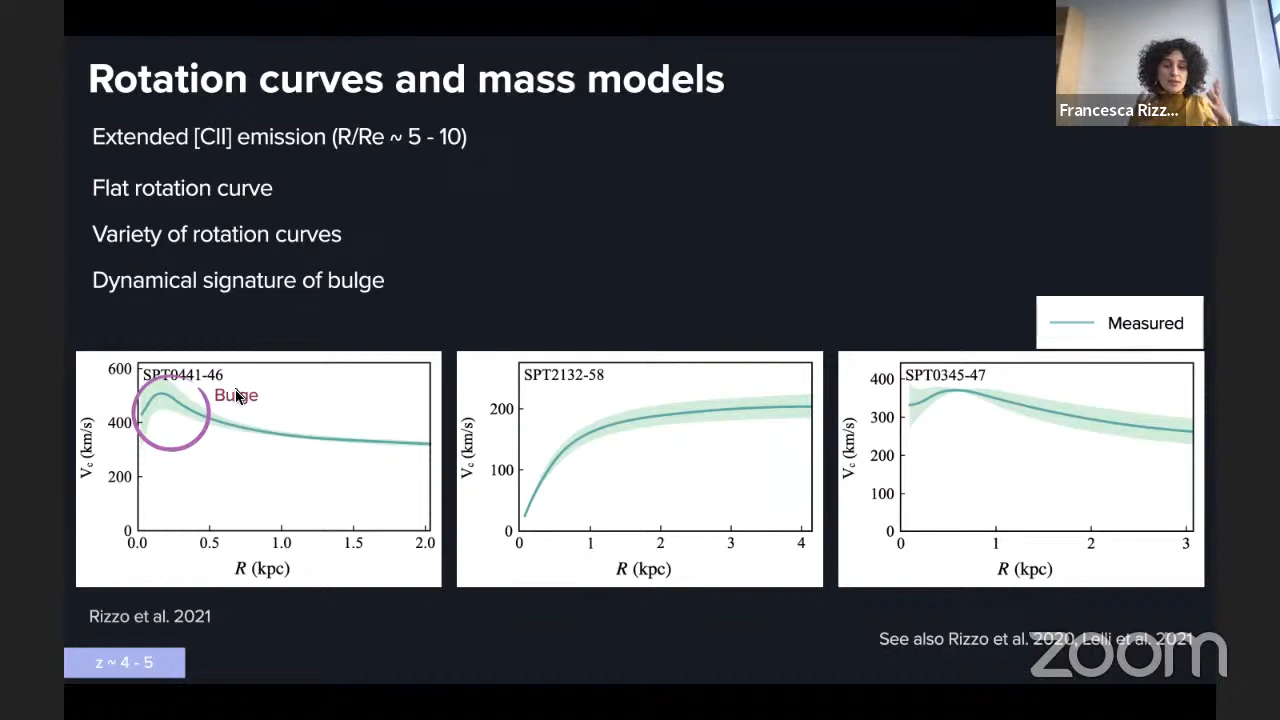 Rotation curves and mass models
Francesca Rizz...
Extended [CII] emission (R/Re ~ 5 - 10)
Flat rotation curve
Variety of rotation curves
Dynamical signature of bulge
Measured
600
400
200
0
Vc (km/s)
SPT0441-46
Bulge
0.0 0.5 1.0 1.5 2.0
R (kpc)
200
100
0
Vc (km/s)
SPT2132-58
0 1 2 3 4
R (kpc)
400
300
200
100
0
Vc (km/s)
SPT0345-47
0 1 2 3
R (kpc)
Rizzo et al. 2021
See also Rizzo et al. 2020, Lelli et al. 2021
z ~ 4 - 5
zoom